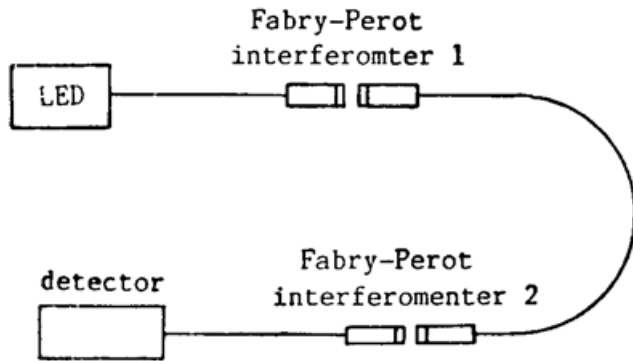 Fabry-Perot
interferomter 1
LED
Fabry-Perot
interferomenter 2
detector